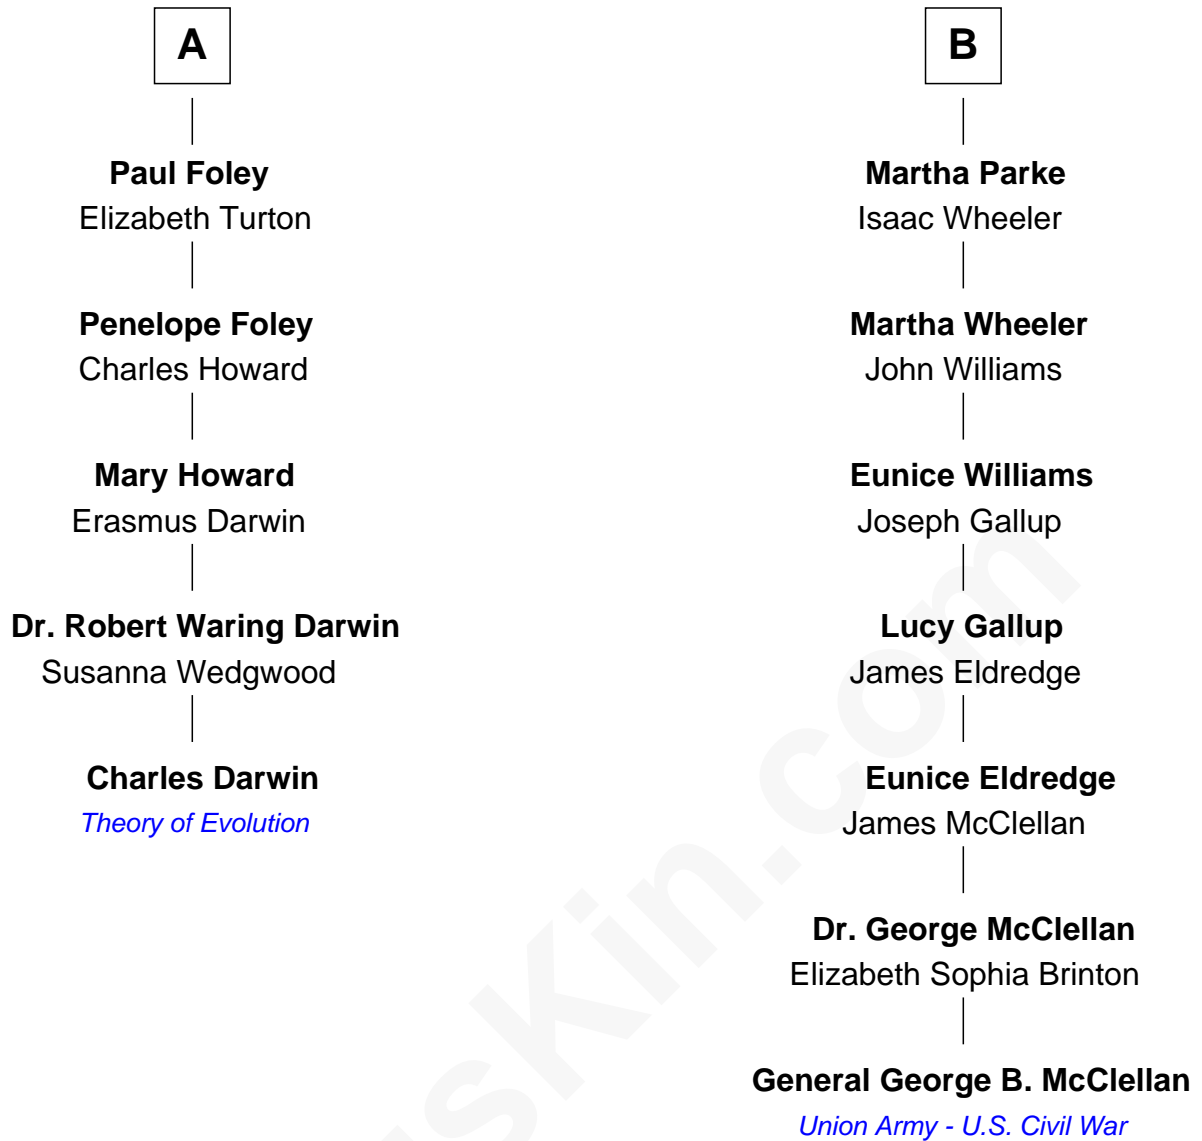 A
Paul Foley
Elizabeth Turton
Penelope Foley
Charles Howard
Mary Howard
Erasmus Darwin
Dr. Robert Waring Darwin
Susanna Wedgwood
Charles Darwin
Theory of Evolution
B
Martha Parke
Isaac Wheeler
Martha Wheeler
John Williams
Eunice Williams
Joseph Gallup
Lucy Gallup
James Eldredge
Eunice Eldredge
James McClellan
Dr. George McClellan
Elizabeth Sophia Brinton
General George B. McClellan
Union Army - U.S. Civil War
sKin.com